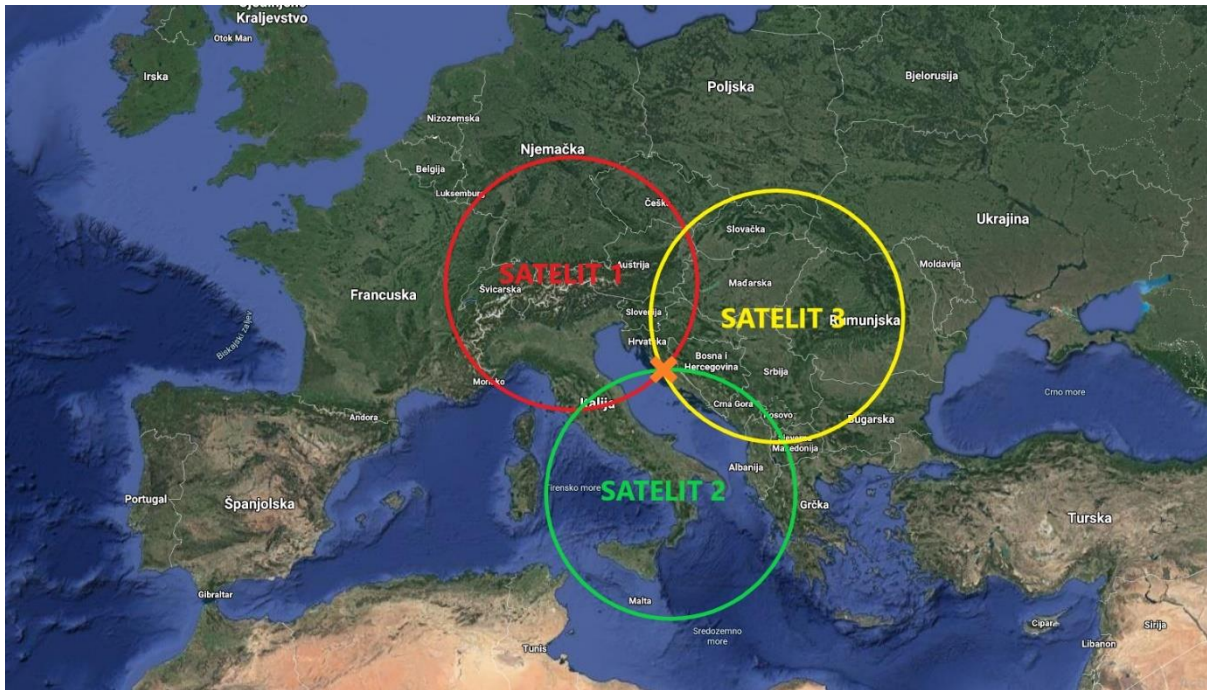 Kraljevstvo
Otok Man
Irska
Bjelorusija
Poljska
Nizozemska
Njemačka
Belgija
Luksemburg
Češka
Ukrajina
Slovačka
Moldavija
Austrija
SATELIT 1
Švicarska
Mađarska
Francuska
Slovenija
SATELIT 3
Rumunjska
Biskajski zaljev
Hrvatska
Bosna i
Hercegovina
Srbija
Monako
Crno more
Italija
Crna Gora
Kosovo
Andora
Bugarska
Sjeverna
Makedonija
Albanija
Portugal
Španjolska
Tirensko more
SATELIT 2
Grčka
Turska
Gibraltar
Malta
Cipar
Sirija
Sredozemno
more
Libanon
Tunis